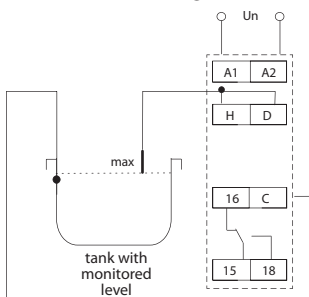 Un
A1 A2
H D
max
16 C
tank with
monitored
level
15 18